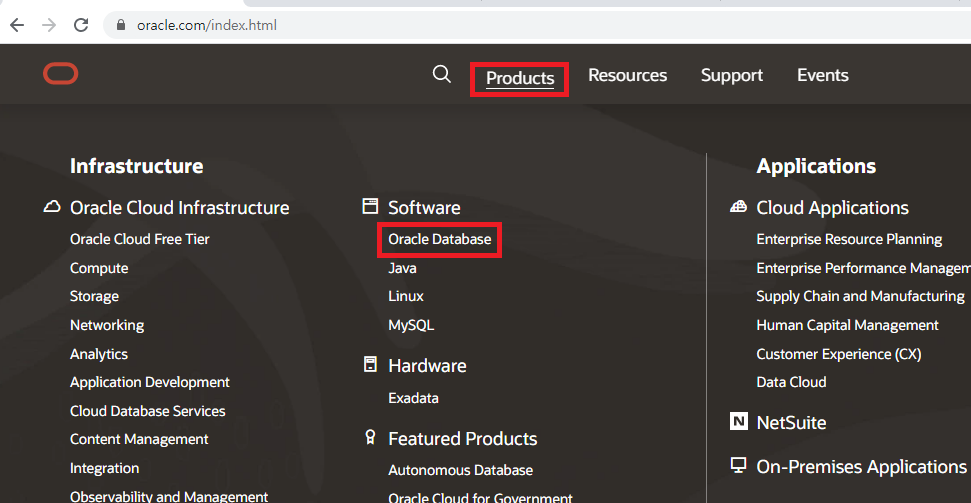 oracle.com/index.html
Products Resources Support Events
Infrastructure
Oracle Cloud Infrastructure
Oracle Cloud Free Tier
Compute
Storage
Networking
Analytics
Application Development
Cloud Database Services
Content Management
Integration
Observability and Management
Software
Oracle Database
Java
Linux
MySQL
Hardware
Exadata
Featured Products
Autonomous Database
Oracle Cloud for Government
Applications
Cloud Applications
Enterprise Resource Planning
Enterprise Performance Managem
Supply Chain and Manufacturing
Human Capital Management
Customer Experience (CX)
Data Cloud
N NetSuite
On-Premises Applications